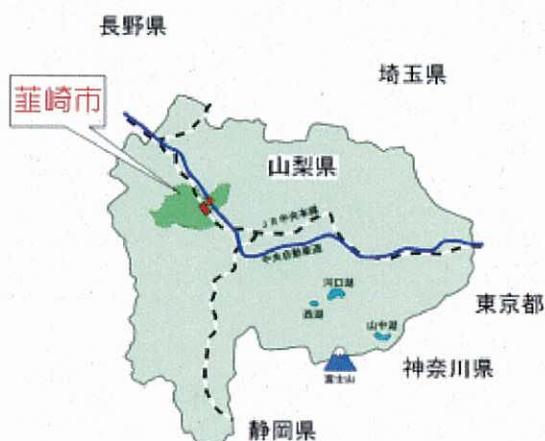 長野県
埼玉県
韮崎市
山梨県
JR中央本線
中央自動車道
河口湖
西湖
東京都
山中湖
神奈川県
富士山
静岡県